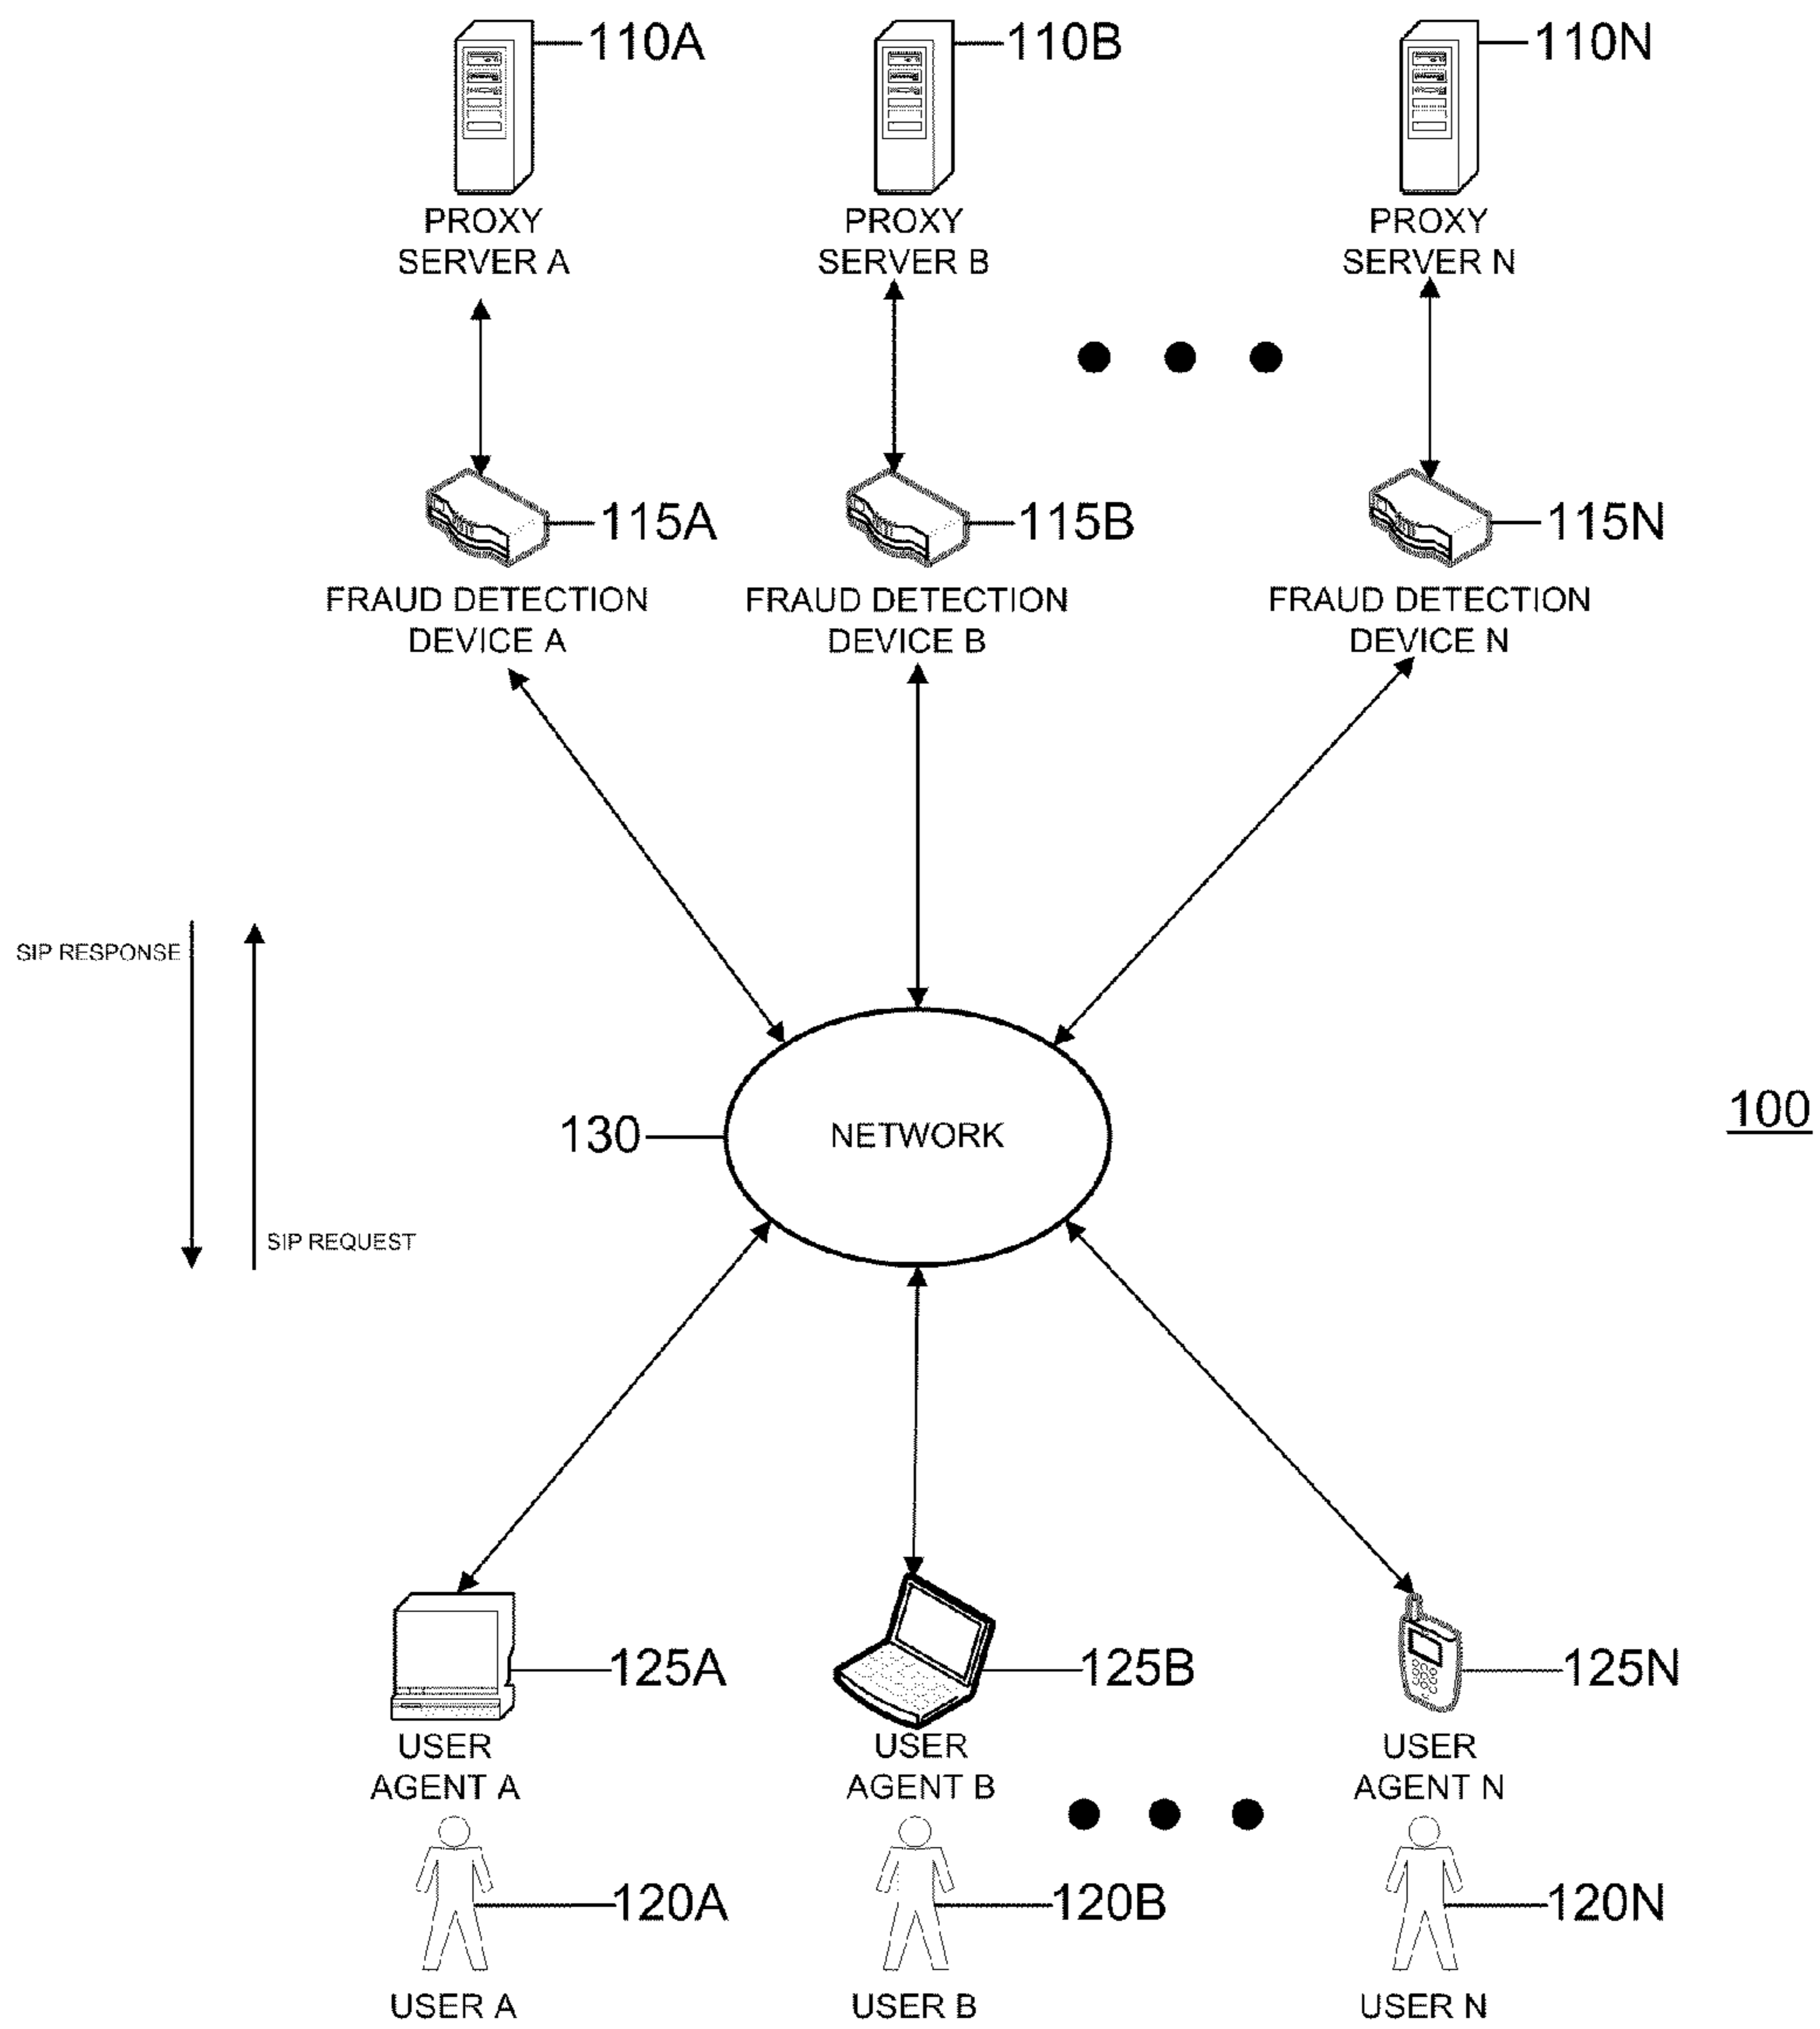 110A
110B
110N
PROXY
SERVER A
PROXY
SERVER B
PROXY
SERVER N
115A
115B
115N
FRAUD DETECTION
DEVICE A
FRAUD DETECTION
DEVICE B
FRAUD DETECTION
DEVICE N
SIP RESPONSE
SIP REQUEST
130
NETWORK
100
125A
125B
125N
USER
AGENT A
USER
AGENT B
USER
AGENT N
120A
120B
120N
USER A
USER B
USER N